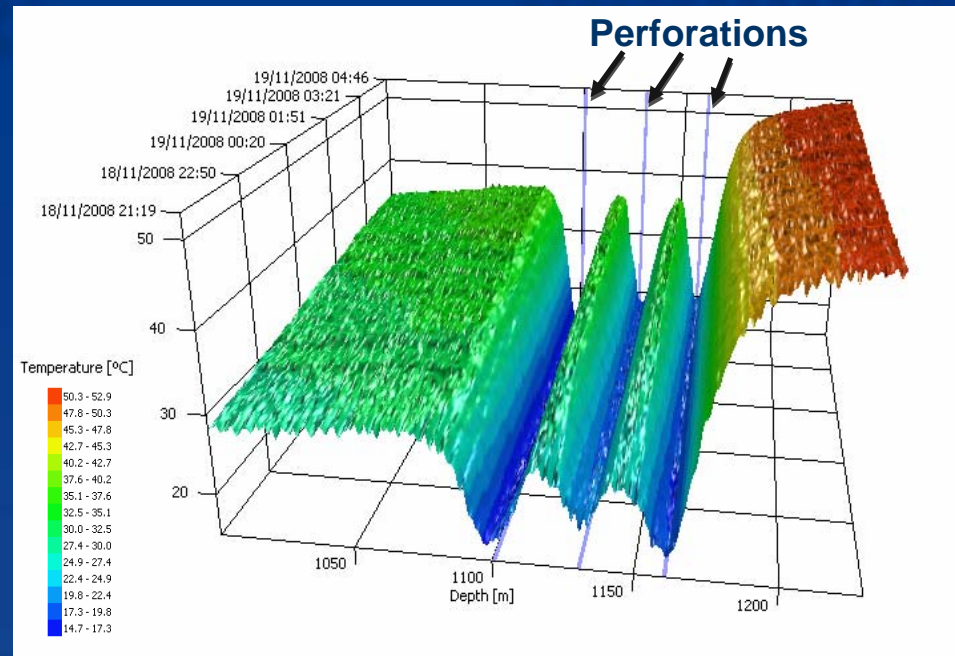 Perforations
19/11/2008 04:46
19/11/2008 03:21
19/11/2008 01:51
19/11/2008 00:20
18/11/2008 22:50
18/11/2008 21:19
50
40
30
20
Temperature [ºC]
50.3 - 52.9
47.8 - 50.3
45.3 - 47.8
42.7 - 45.3
40.2 - 42.7
37.6 - 40.2
35.1 - 37.6
32.5 - 35.1
30.0 - 32.5
27.4 - 30.0
24.9 - 27.4
22.4 - 24.9
19.8 - 22.4
17.3 - 19.8
14.7 - 17.3
1050
1100
1150
1200
Depth [m]